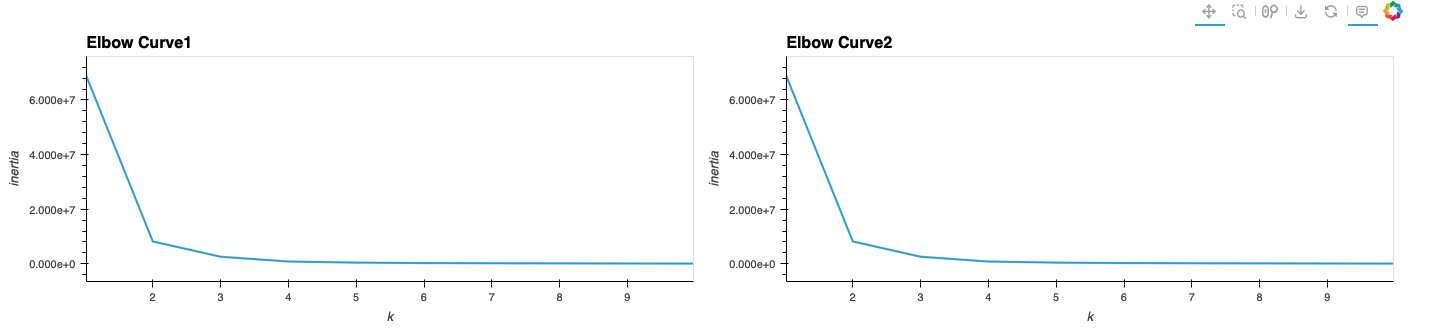 Elbow Curve1
6.000e+7
4.000e+7
2.000e+7
0.000e+0
inertia
2 3 4 5 6 7 8 9
k
Elbow Curve2
6.000e+7
4.000e+7
2.000e+7
0.000e+0
inertia
2 3 4 5 6 7 8 9
k